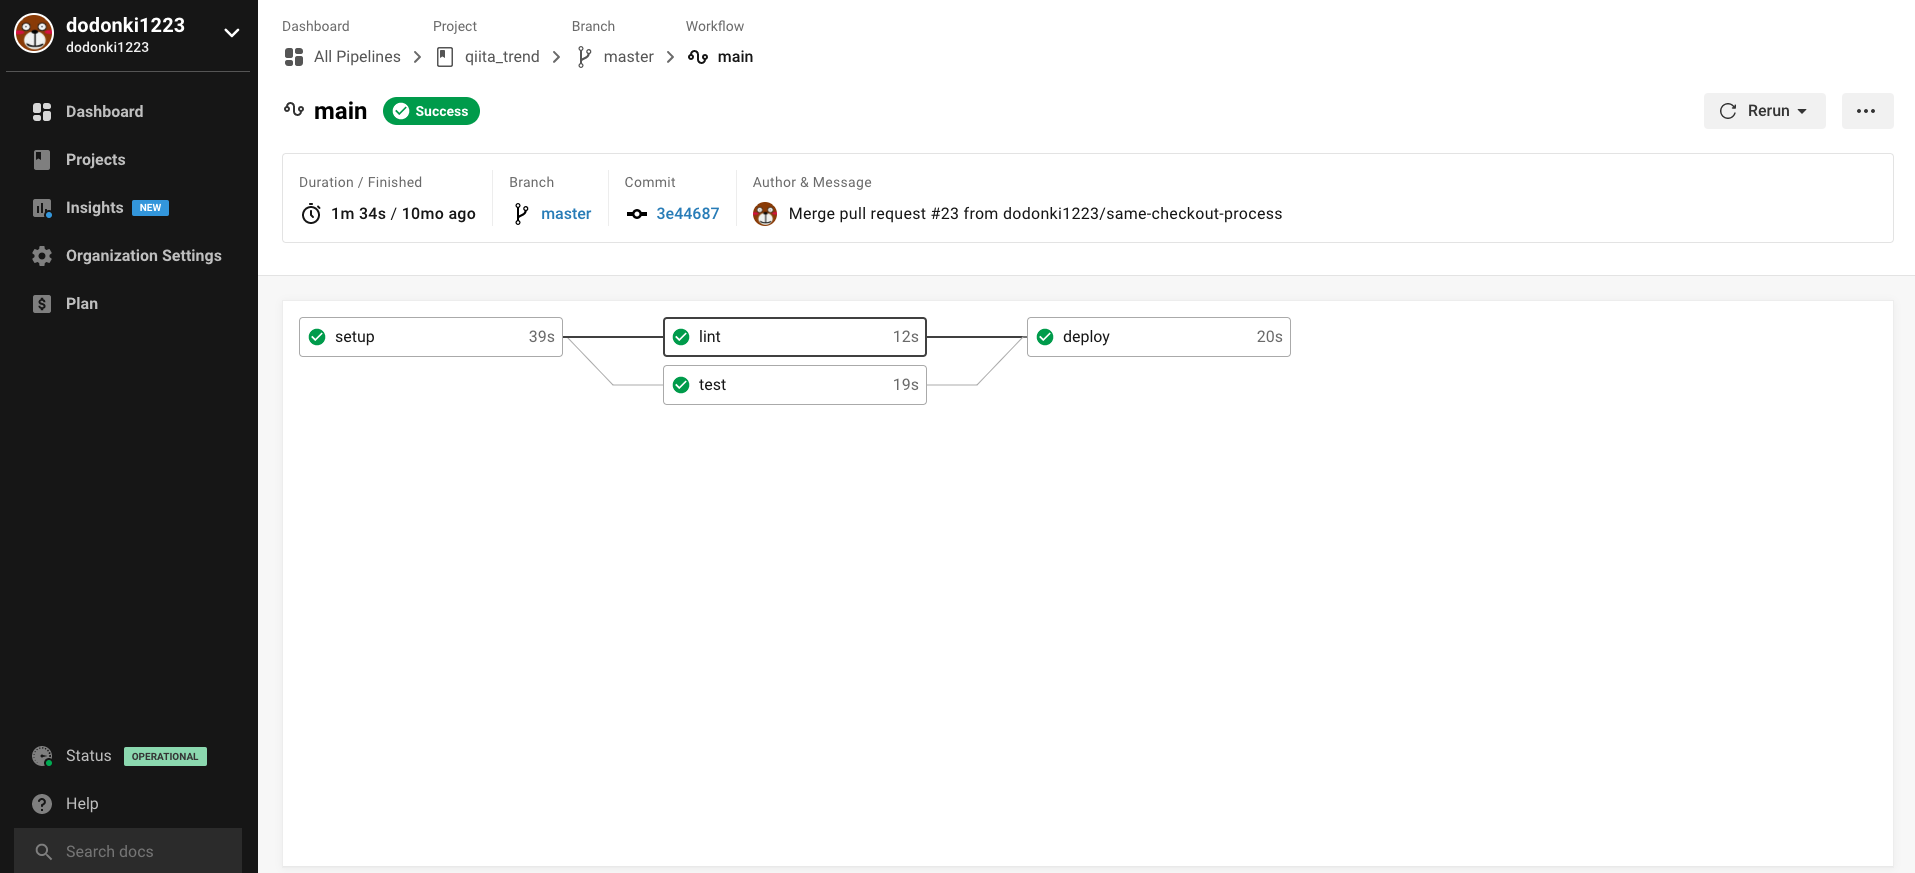 dodonki1223
dodonki1223
Dashboard
Projects
Insights NEW
Organization Settings
Plan
Status OPERATIONAL
Help
Search docs
Dashboard Project Branch Workflow
All Pipelines qiita_trend master main
main Success
Rerun
Duration / Finished Branch Commit Author & Message
1m 34s / 10mo ago master 3e44687 Merge pull request #23 from dodonki1223/same-checkout-process
setup 39s lint 12s deploy 20s
test 19s